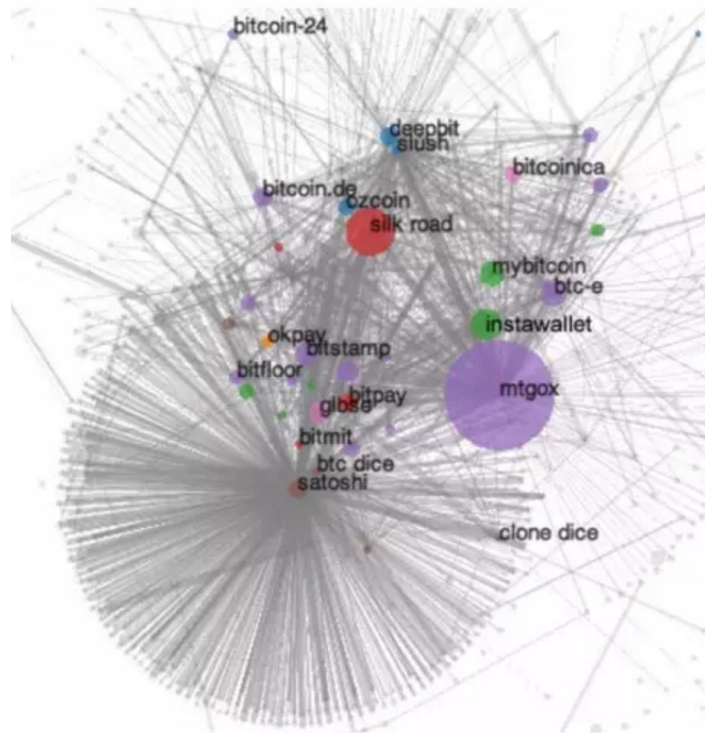 bitcoin-24
deepbit
slush
bitcoinica
bitcoin.de
ozcoin
silk road
mybitcoin
btc-e
instawallet
okpay
bitstamp
bitfloor
mtgox
bitpay
glbse
bitmit
btc dice
satoshi
clone dice